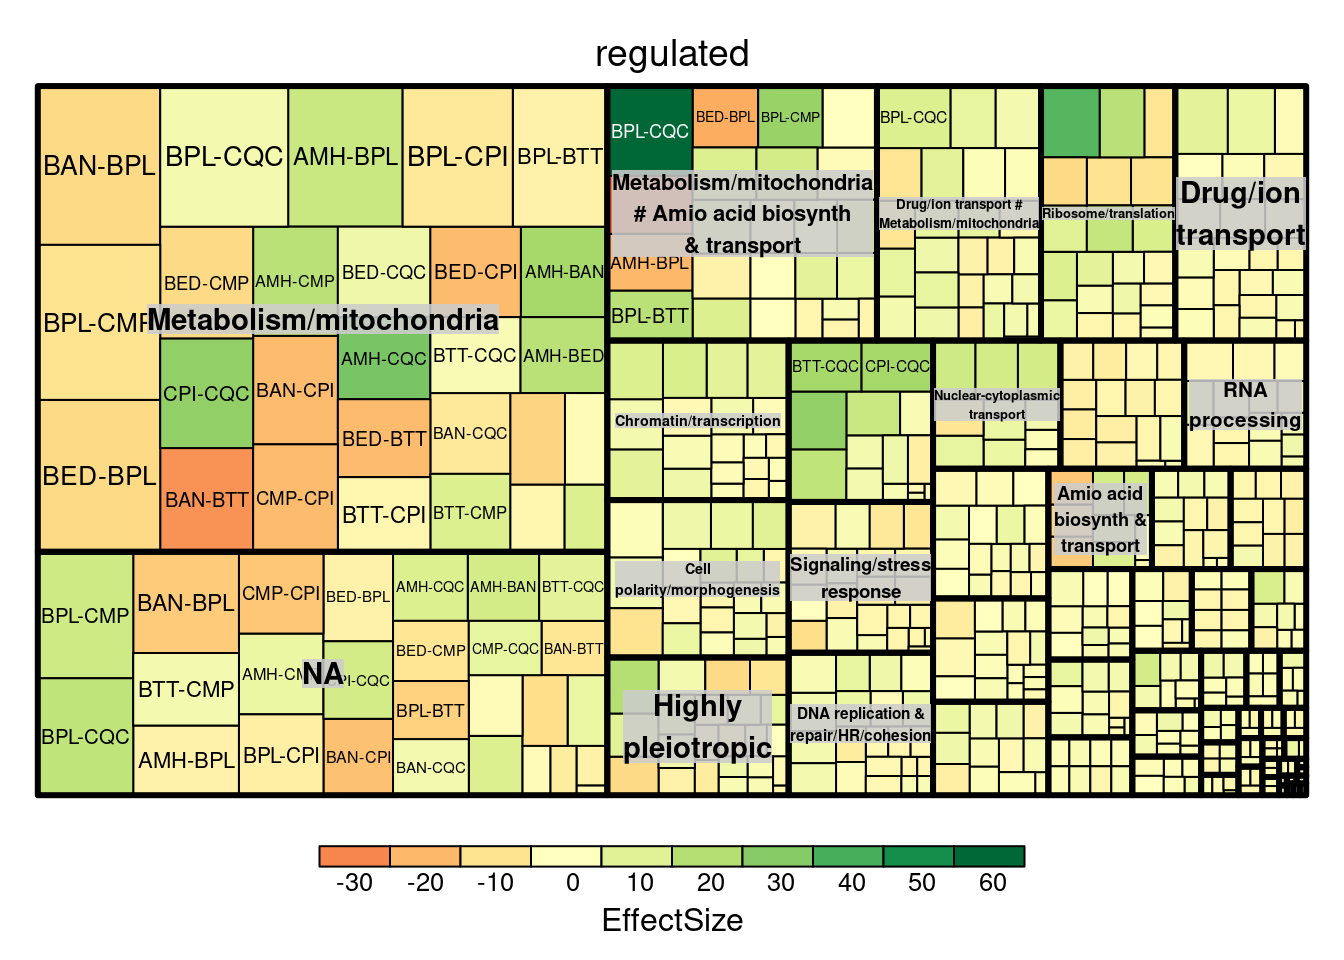 regulated
BAN-BPL
BPL-CQC
AMH-BPL
BPL-CPI
BPL-BTT
BPL-CMP
BED-BPL
BED-CMP
AMH-CMP
BED-CQC
BED-CPI
AMH-BAN
Metabolism/mitochondria
CPI-CQC
BAN-CPI
AMH-CQC
BTT-CQC
AMH-BED
BAN-BTT
CMP-CPI
BED-BTT
BAN-CQC
BTT-CPI
BTT-CMP
BPL-CMP
BPL-CQC
BAN-BPL
BTT-CMP
AMH-BPL
CMP-CPI
BED-BPL
NA
BPL-CPI
BAN-CPI
AMH-CQC
AMH-BAN
BTT-CQC
BED-CMP
CMP-CQC
BAN-BTT
BPL-BTT
BAN-CQC
BPL-CQC
BED-BPL
BPL-CMP
Metabolism/mitochondria
# Amio acid biosynth
& transport
AMH-BPL
BPL-BTT
BPL-CQC
Drug/ion transport #
Metabolism/mitochondria
Ribosome/translation
Drug/ion
transport
Chromatin/transcription
BTT-CQC
CPI-CQC
Nuclear-cytoplasmic
transport
RNA
processing
Cell
polarity/morphogenesis
Signaling/stress
response
Amio acid
biosynth &
transport
Highly
pleiotropic
DNA replication &
repair/HR/cohesion
-30 -20 -10 0 10 20 30 40 50 60
EffectSize